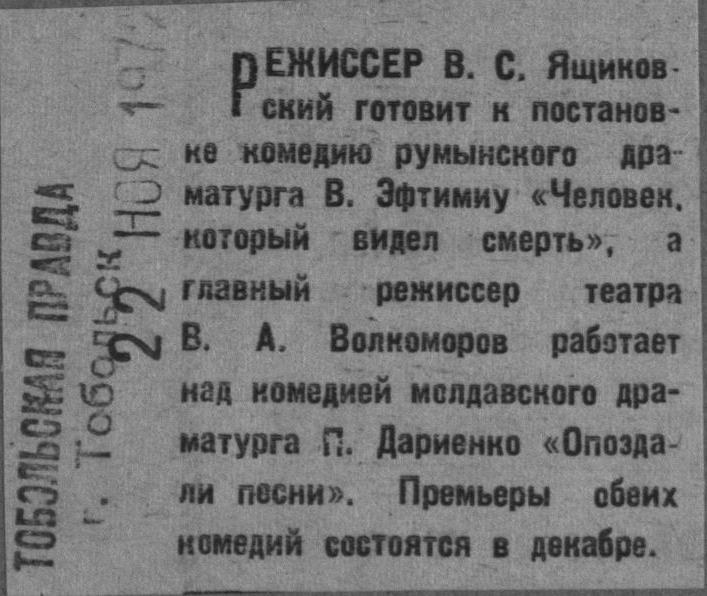 РЕЖИССЕР В. С. Ящиков-
ский готовит к постанов-
ке комедию румынского дра-
матурга В. Эфтимиу «Человек,
который видел смерть», а
главный режиссер театра
В. А. Волкоморов работает
над комедией молдавского дра-
матурга П. Дариенко «Опозда-
ли песни». Премьеры обеих
комедий состоятся в декабре.
ТОБОЛЬСКАЯ ПРАВДА
г. Тобольск
22 НОЯ